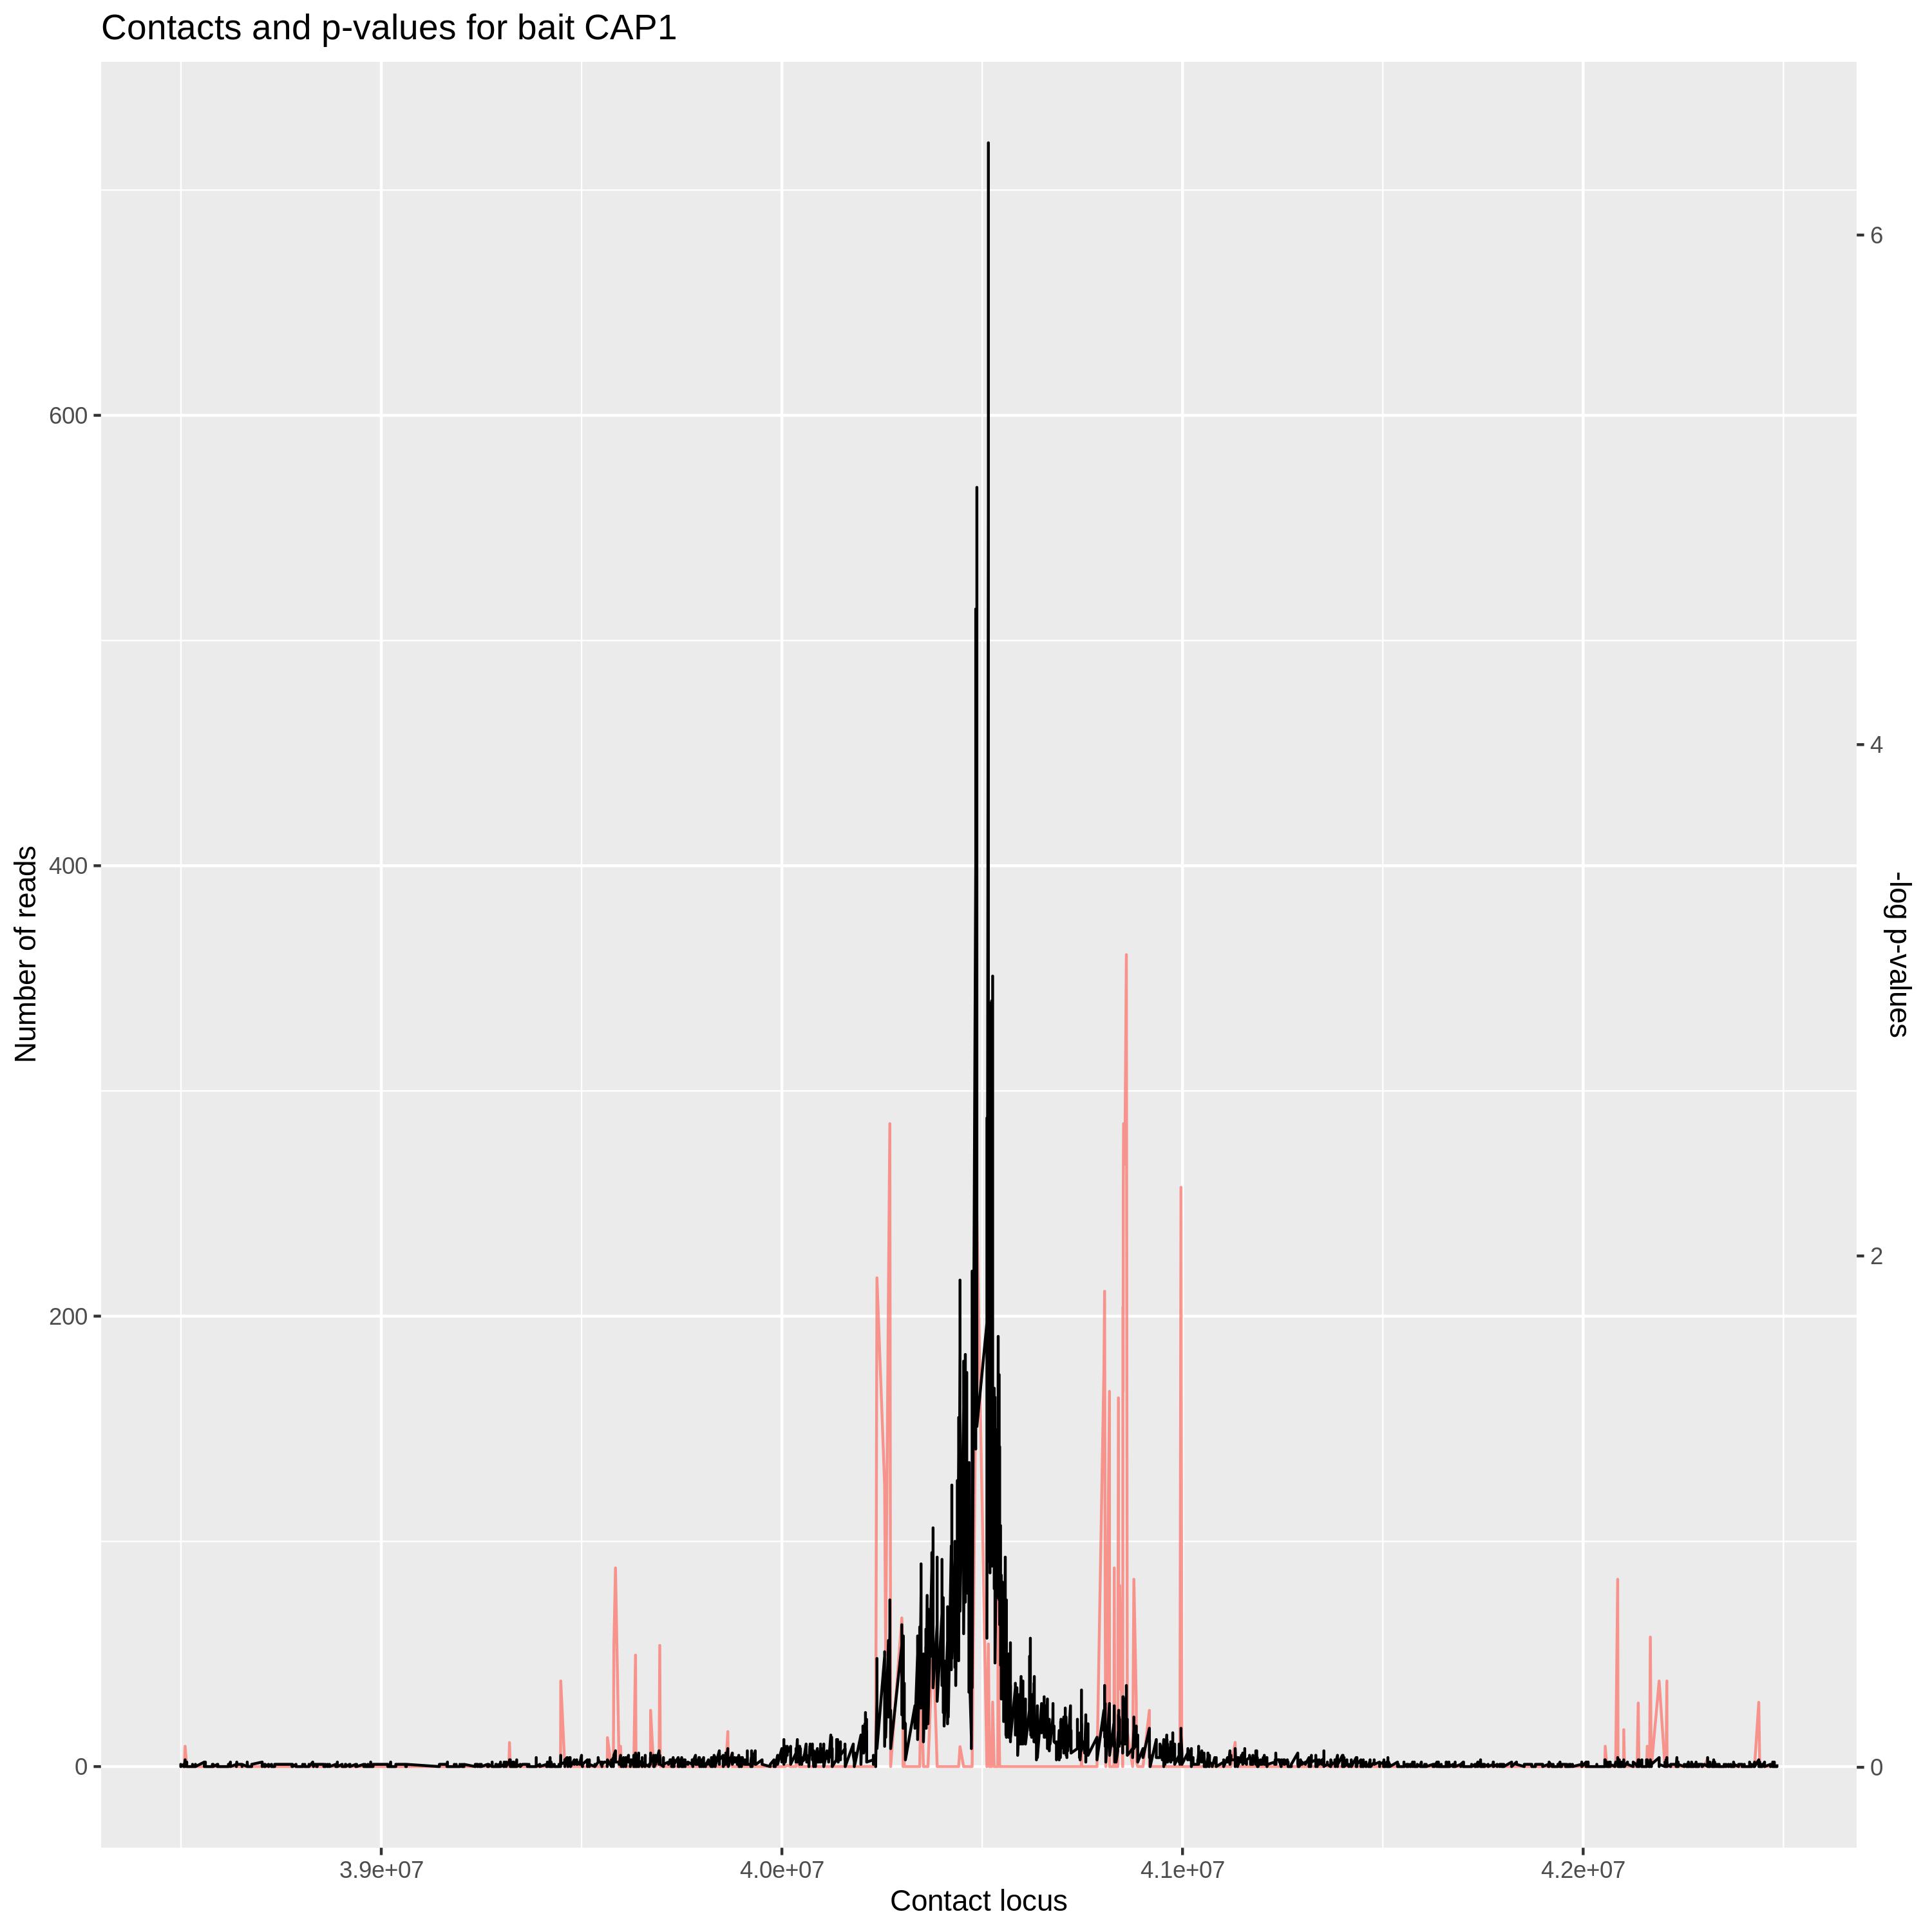 Contacts and p-values for bait CAP1
Number of reads
600
400
200
0
6
4
2
0
-log p-values
3.9e+07
4.0e+07
4.1e+07
4.2e+07
Contact locus